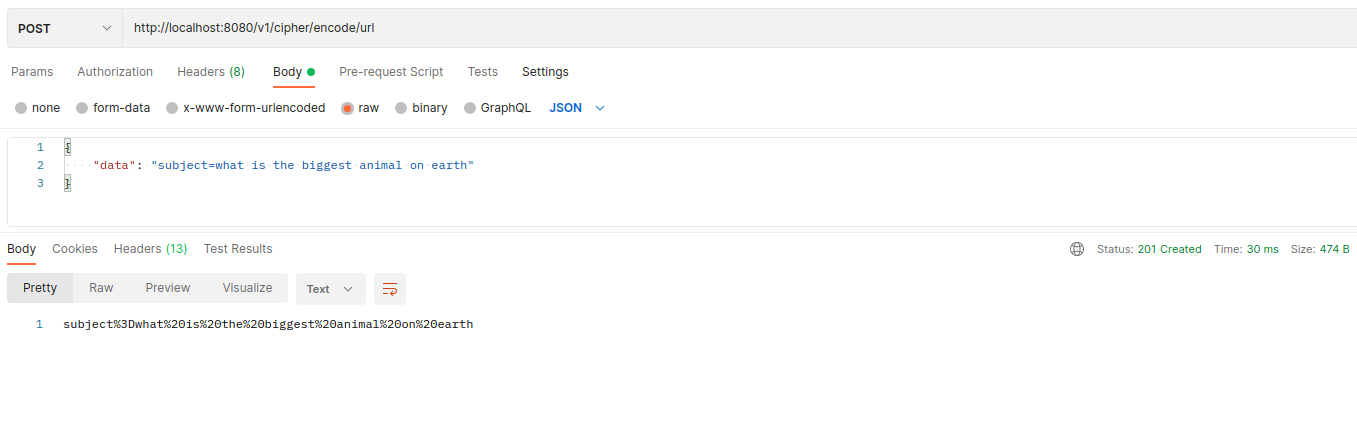 POST http://localhost:8080/v1/cipher/encode/url
Params Authorization Headers (8) Body Pre-request Script Tests Settings
none form-data x-www-form-urlencoded raw binary GraphQL JSON
1 {
2 "data": "subject=what is the biggest animal on earth"
3 }
Body Cookies Headers (13) Test Results Status: 201 Created Time: 30 ms Size: 474 B
Pretty Raw Preview Visualize Text
1 subject%3Dwhat%20is%20the%20biggest%20animal%20on%20earth